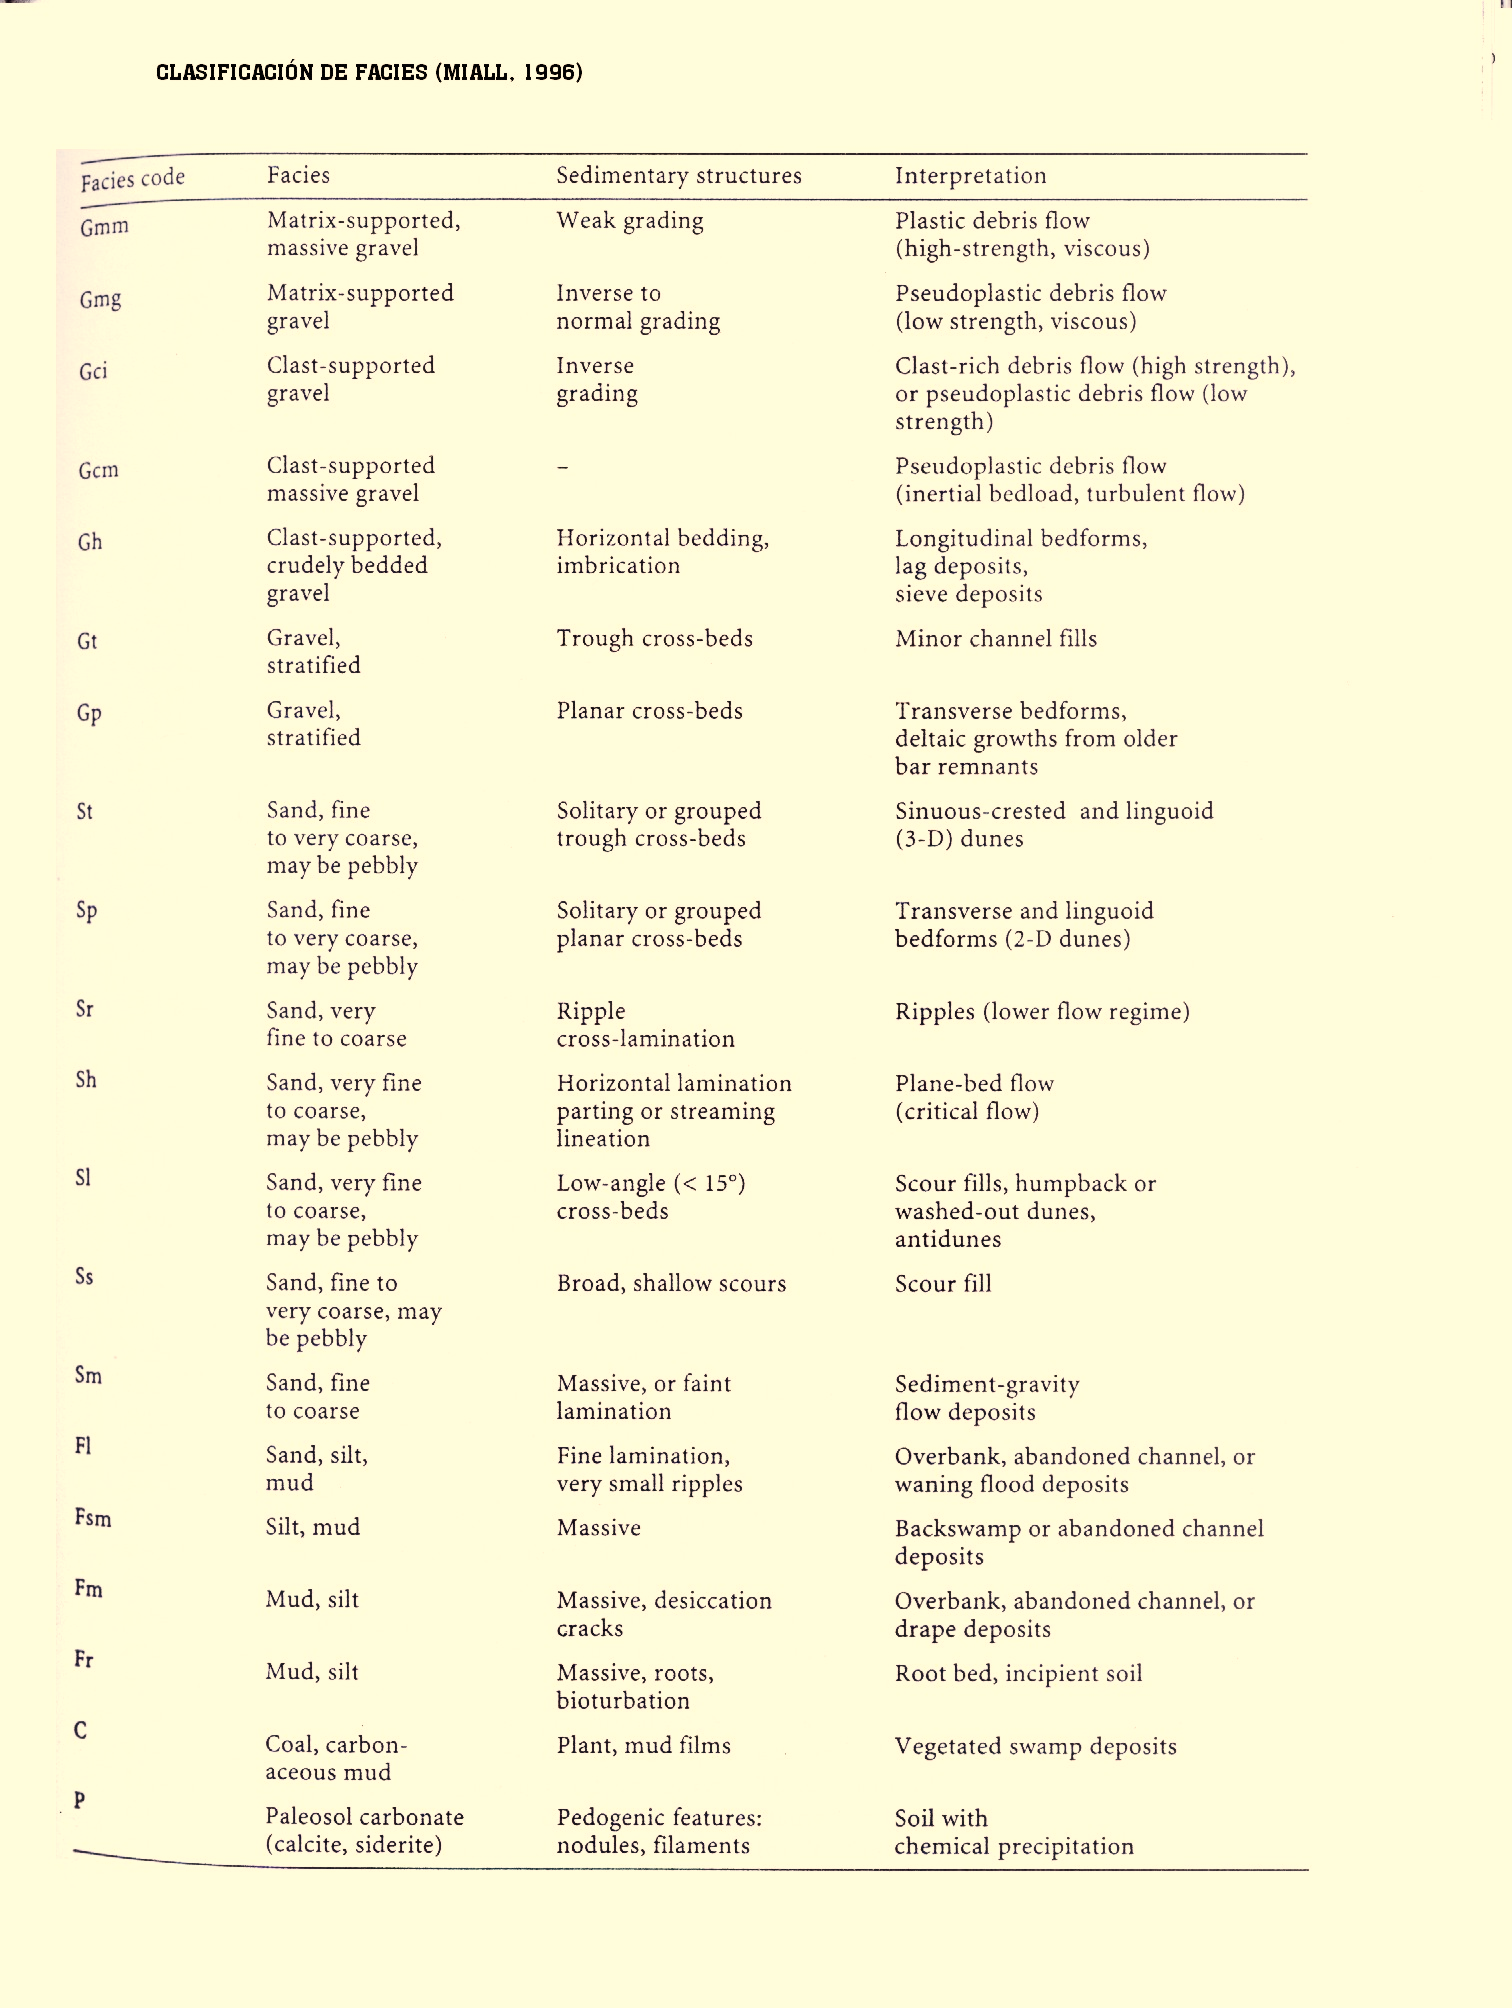 CLASIFICACIÓN DE FACIES (MIALL, 1996)
Facies code Facies Sedimentary structures Interpretation
Gmm Matrix-supported, Weak grading Plastic debris flow
massive gravel (high-strength, viscous)
Gmg Matrix-supported Inverse to Pseudoplastic debris flow
gravel normal grading (low strength, viscous)
Gci Clast-supported Inverse Clast-rich debris flow (high strength),
gravel grading or pseudoplastic debris flow (low
strength)
Gcm Clast-supported – Pseudoplastic debris flow
massive gravel (inertial bedload, turbulent flow)
Gh Clast-supported, Horizontal bedding, Longitudinal bedforms,
crudely bedded imbrication lag deposits,
gravel sieve deposits
Gt Gravel, Trough cross-beds Minor channel fills
stratified
Gp Gravel, Planar cross-beds Transverse bedforms,
stratified deltaic growths from older
bar remnants
St Sand, fine Solitary or grouped Sinuous-crested and linguoid
to very coarse, trough cross-beds (3-D) dunes
may be pebbly
Sp Sand, fine Solitary or grouped Transverse and linguoid
to very coarse, planar cross-beds bedforms (2-D dunes)
may be pebbly
Sr Sand, very Ripple Ripples (lower flow regime)
fine to coarse cross-lamination
Sh Sand, very fine Horizontal lamination Plane-bed flow
to coarse, parting or streaming (critical flow)
may be pebbly lineation
Sl Sand, very fine Low-angle (< 15°) Scour fills, humpback or
to coarse, cross-beds washed-out dunes,
may be pebbly antidunes
Ss Sand, fine to Broad, shallow scours Scour fill
very coarse, may
be pebbly
Sm Sand, fine Massive, or faint Sediment-gravity
to coarse lamination flow deposits
Fl Sand, silt, Fine lamination, Overbank, abandoned channel, or
mud very small ripples waning flood deposits
Fsm Silt, mud Massive Backswamp or abandoned channel
deposits
Fm Mud, silt Massive, desiccation Overbank, abandoned channel, or
cracks drape deposits
Fr Mud, silt Massive, roots, Root bed, incipient soil
bioturbation
C Coal, carbon- Plant, mud films Vegetated swamp deposits
aceous mud
P Paleosol carbonate Pedogenic features: Soil with
(calcite, siderite) nodules, filaments chemical precipitation